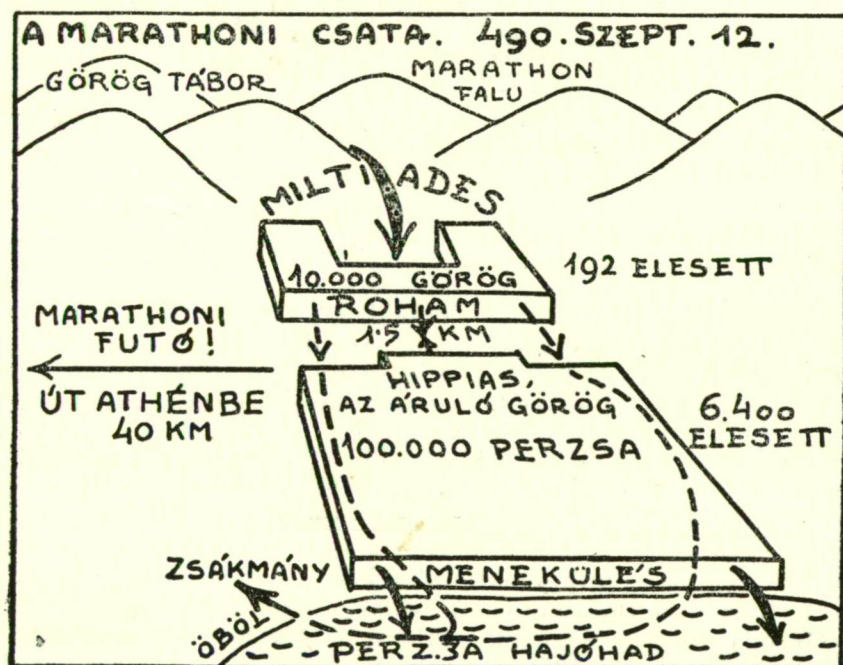 A MARATHONI CSATA. 490. SZEPT. 12.
GÖRÖG TÁBOR
MARATHON
FALU
MILTIADES
10.000 GÖRÖG
192 ELESETT
ROHAM
1.5 KM
MARATHONI
FUTÓ!
ÚT ATHÉNBE
40 KM
HIPPIAS,
AZ ÁRULÓ GÖRÖG
100.000 PERZSA
6.400
ELESETT
ZSÁKMÁNY
MENEKÜLÉS
ÖBÖL
PERZSA HAJÓHAD